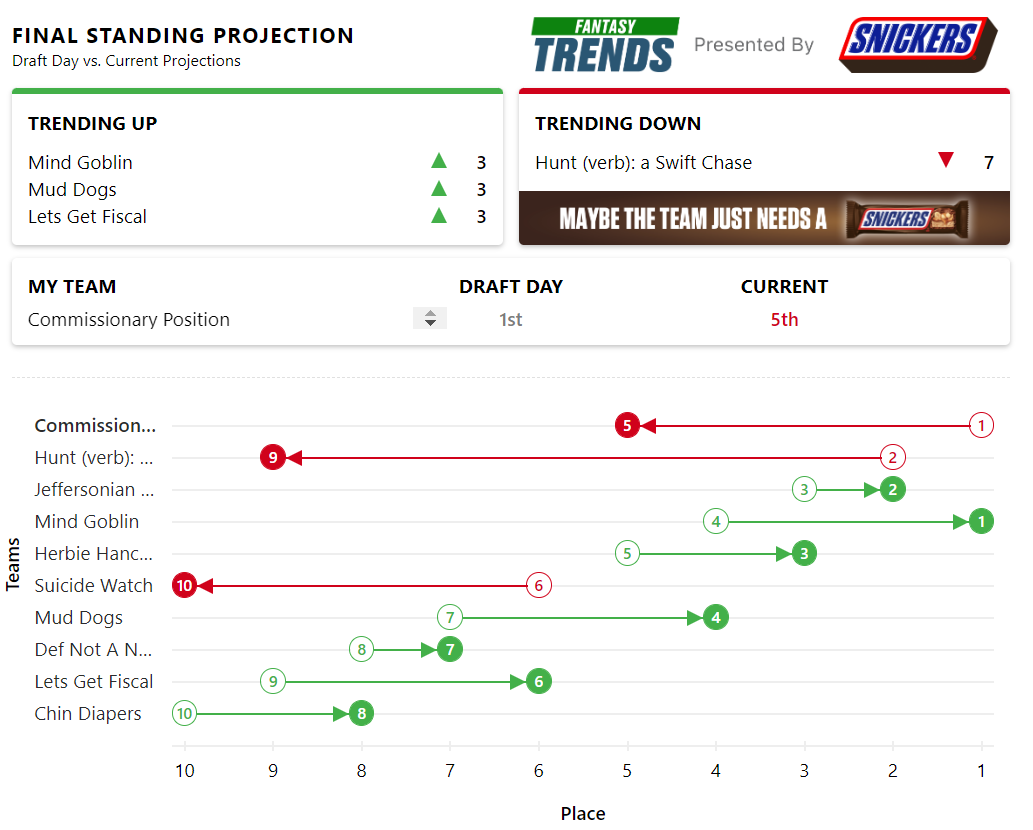 FINAL STANDING PROJECTION
Draft Day vs. Current Projections
FANTASY
TRENDS
Presented By
SNICKERS
TRENDING UP
Mind Goblin 3
Mud Dogs 3
Lets Get Fiscal 3
TRENDING DOWN
Hunt (verb): a Swift Chase 7
MAYBE THE TEAM JUST NEEDS A SNICKERS
MY TEAM DRAFT DAY CURRENT
Commissionary Position 1st 5th
Commission... 5 1
Hunt (verb): ... 9 2
Jeffersonian ... 3 2
Mind Goblin 4 1
Herbie Hanc... 5 3
Suicide Watch 10 6
Mud Dogs 7 4
Def Not A N... 8 7
Lets Get Fiscal 9 6
Chin Diapers 10 8
Teams
10 9 8 7 6 5 4 3 2 1
Place